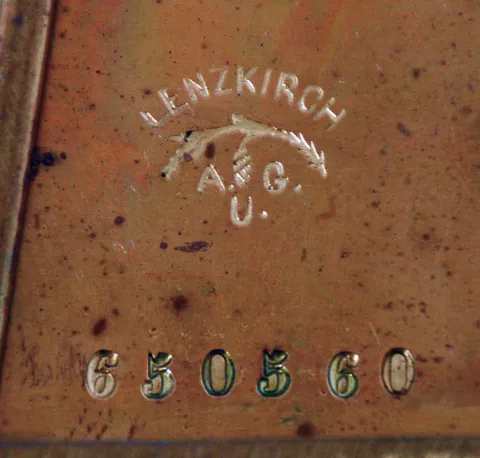 LENZKIRCH
A. G.
U.
650560